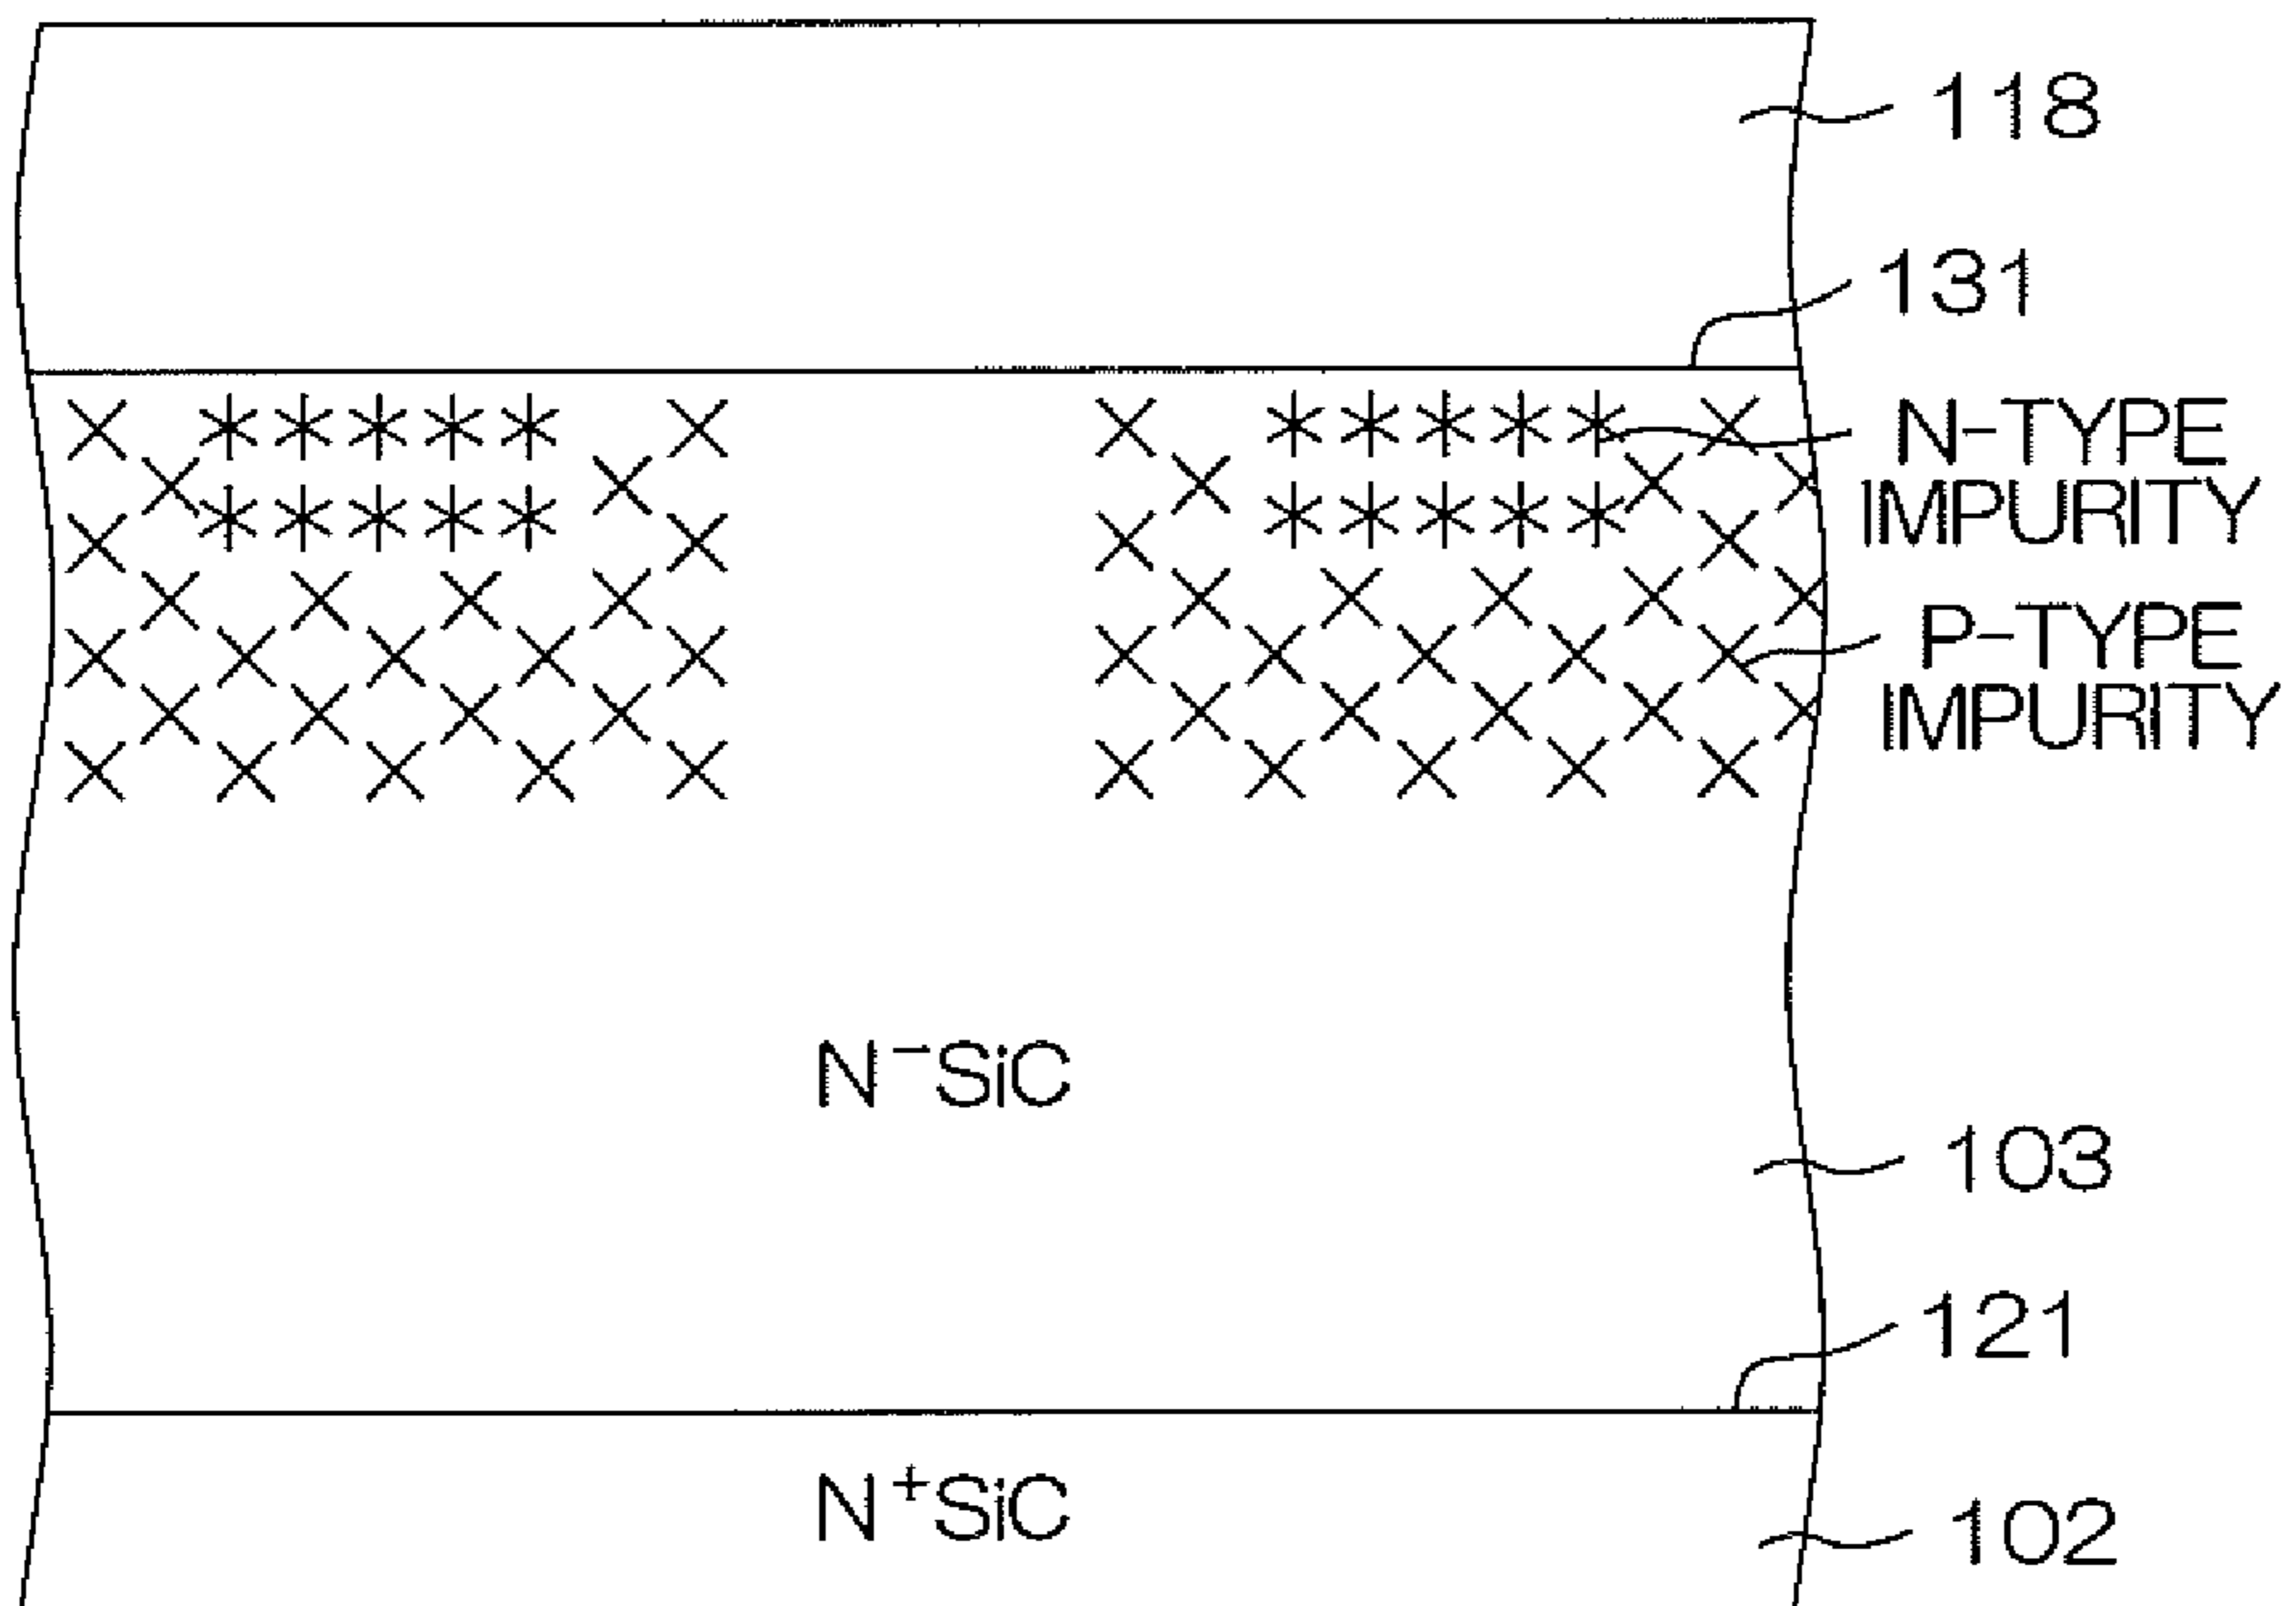 118
131
N-TYPE
IMPURITY
P-TYPE
IMPURITY
N⁻SiC
103
121
N⁺SiC
102